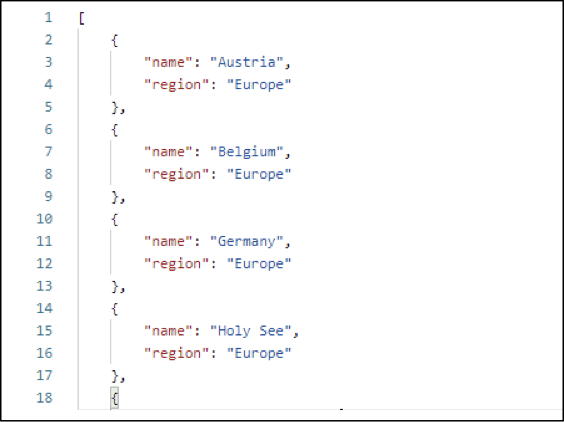 1 [
2     {
3         "name": "Austria",
4         "region": "Europe"
5     },
6     {
7         "name": "Belgium",
8         "region": "Europe"
9     },
10     {
11         "name": "Germany",
12         "region": "Europe"
13     },
14     {
15         "name": "Holy See",
16         "region": "Europe"
17     },
18     {